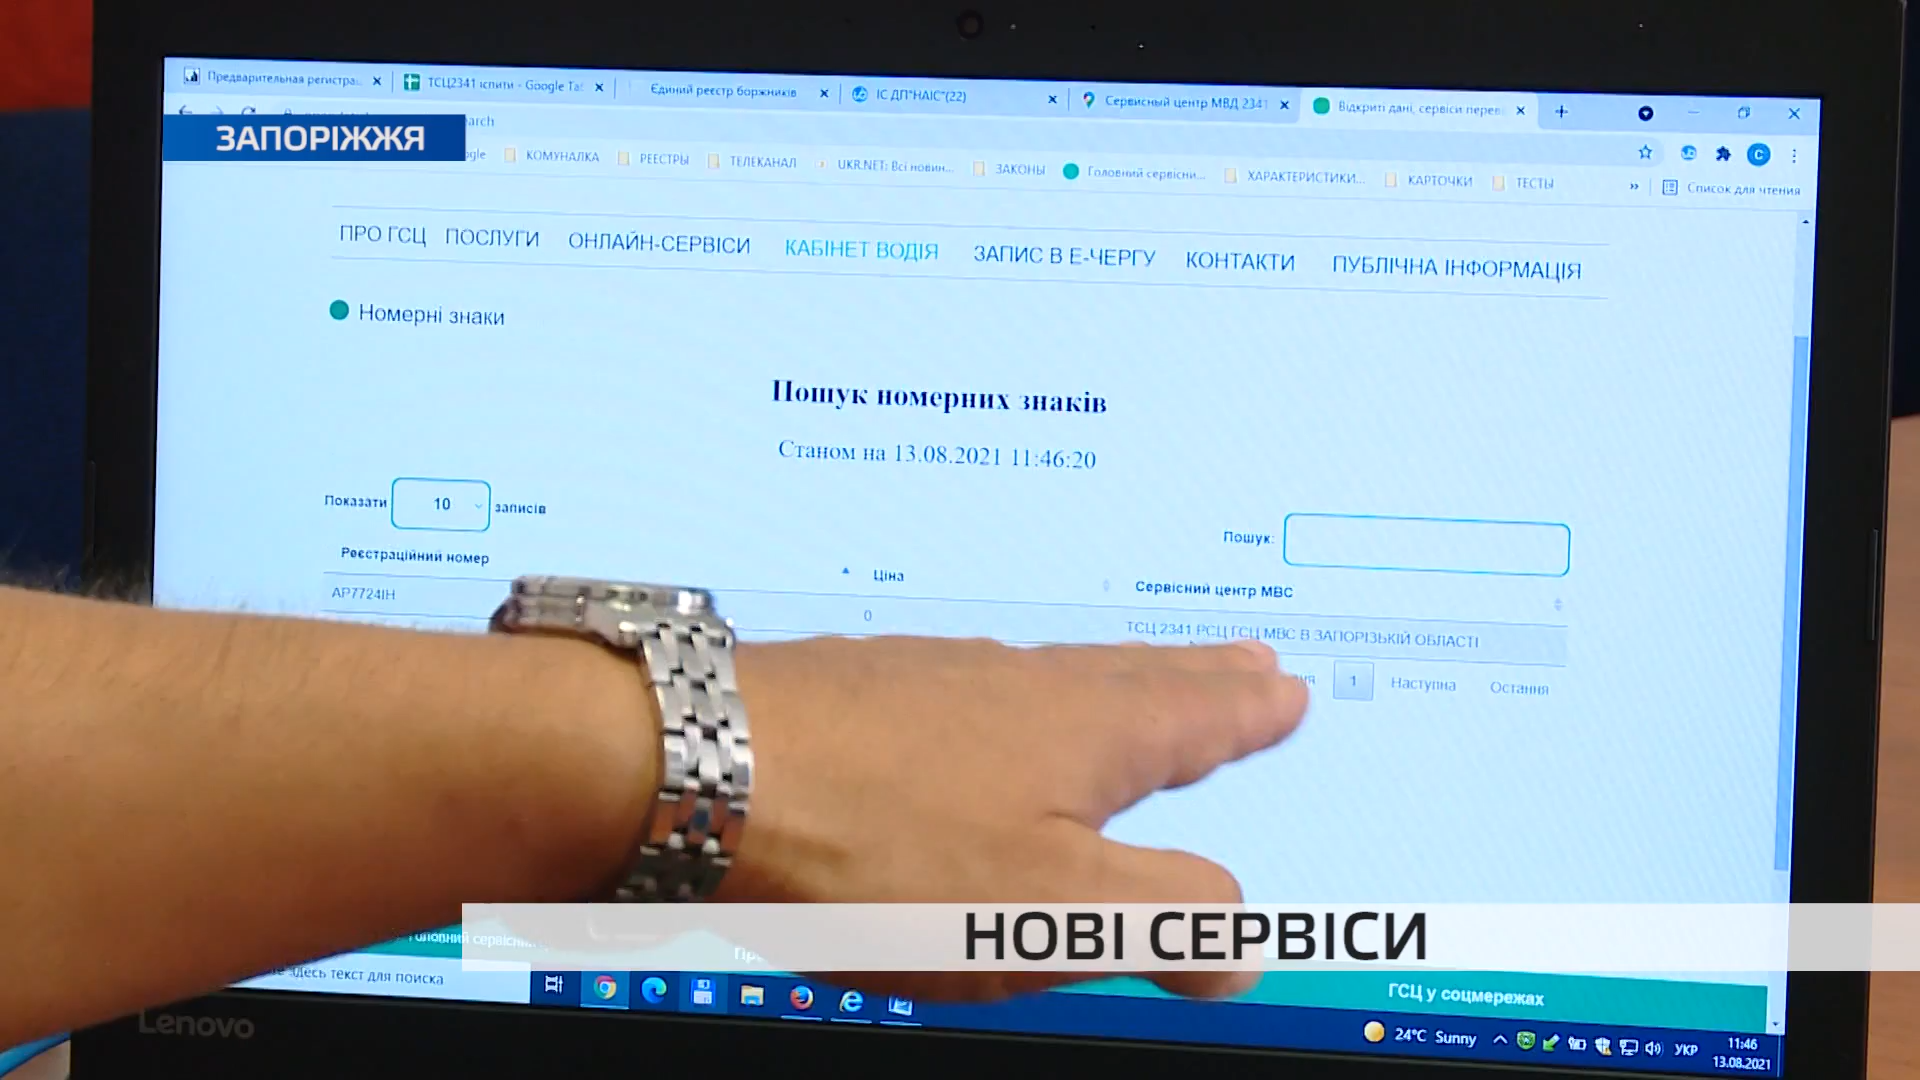 Предварительная регистра...
ТСЦ2341 іспити - Google Tab
Єдиний реєстр боржників
ІС ДП"НАІС"(22)
Сервисный центр МВД 2341
Відкриті дані, сервіси переві
ЗАПОРІЖЖЯ
КОМУНАЛКА
РЕЕСТРЫ
ТЕЛЕКАНАЛ
UKR.NET: Всі новин...
ЗАКОНЫ
Головний сервісни...
ХАРАКТЕРИСТИКИ...
КАРТОЧКИ
ТЕСТЫ
Список для чтения
ПРО ГСЦ ПОСЛУГИ ОНЛАЙН-СЕРВІСИ КАБІНЕТ ВОДІЯ ЗАПИС В Е-ЧЕРГУ КОНТАКТИ ПУБЛІЧНА ІНФОРМАЦІЯ
Номерні знаки
Пошук номерних знаків
Станом на 13.08.2021 11:46:20
Показати 10 записів
Пошук:
Реєстраційний номер Ціна Сервісний центр МВС
АР7724ІН 0 ТСЦ 2341 РСЦ ГСЦ МВС В ЗАПОРІЗЬКІЙ ОБЛАСТІ
1 Наступна Остання
НОВІ СЕРВІСИ
здесь текст для поиска
ГСЦ у соцмережах
Lenovo
24°C Sunny
УКР
11:46
13.08.2021